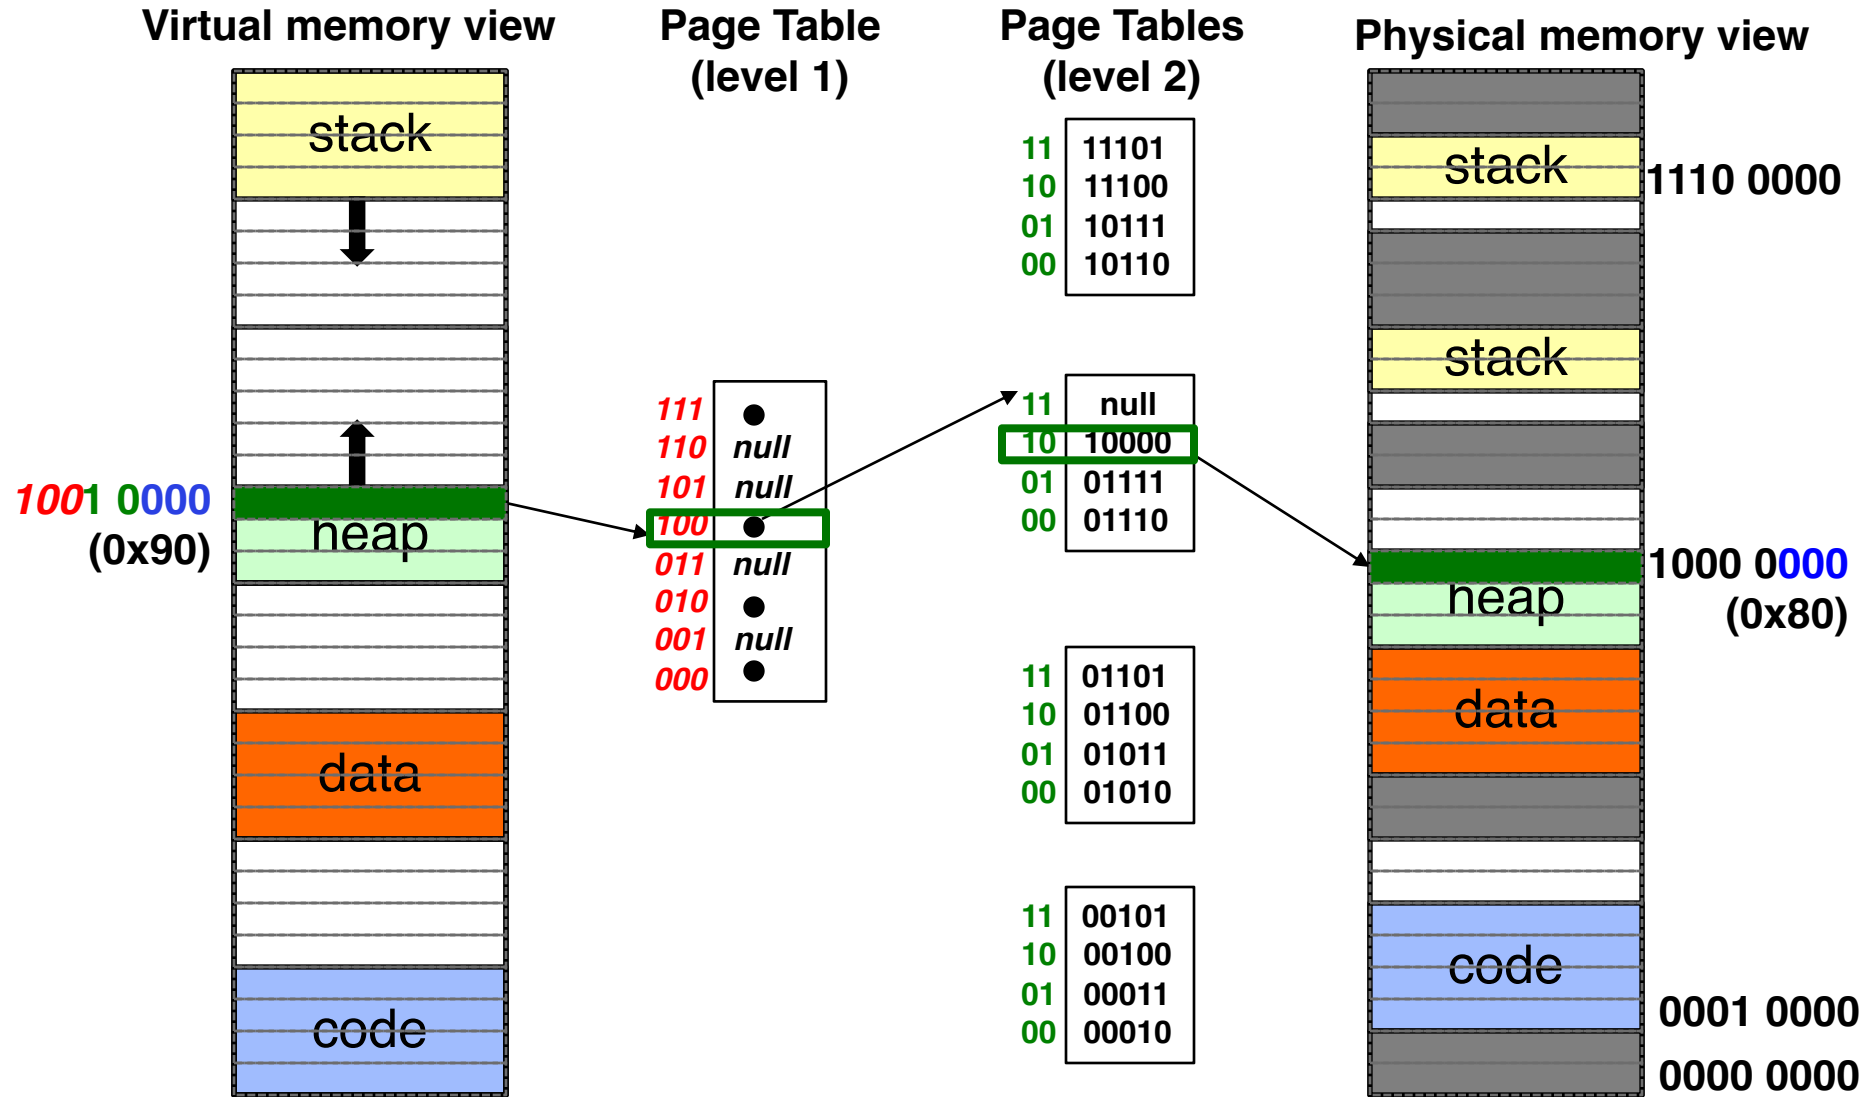 Virtual memory view
stack
1001 0000
(0x90)
heap
data
code
Page Table
(level 1)
111
110 null
101 null
100
011 null
010
001 null
000
Page Tables
(level 2)
11 11101
10 11100
01 10111
00 10110
11 null
10 10000
01 01111
00 01110
11 01101
10 01100
01 01011
00 01010
11 00101
10 00100
01 00011
00 00010
Physical memory view
stack
1110 0000
stack
1000 0000
(0x80)
heap
data
code
0001 0000
0000 0000